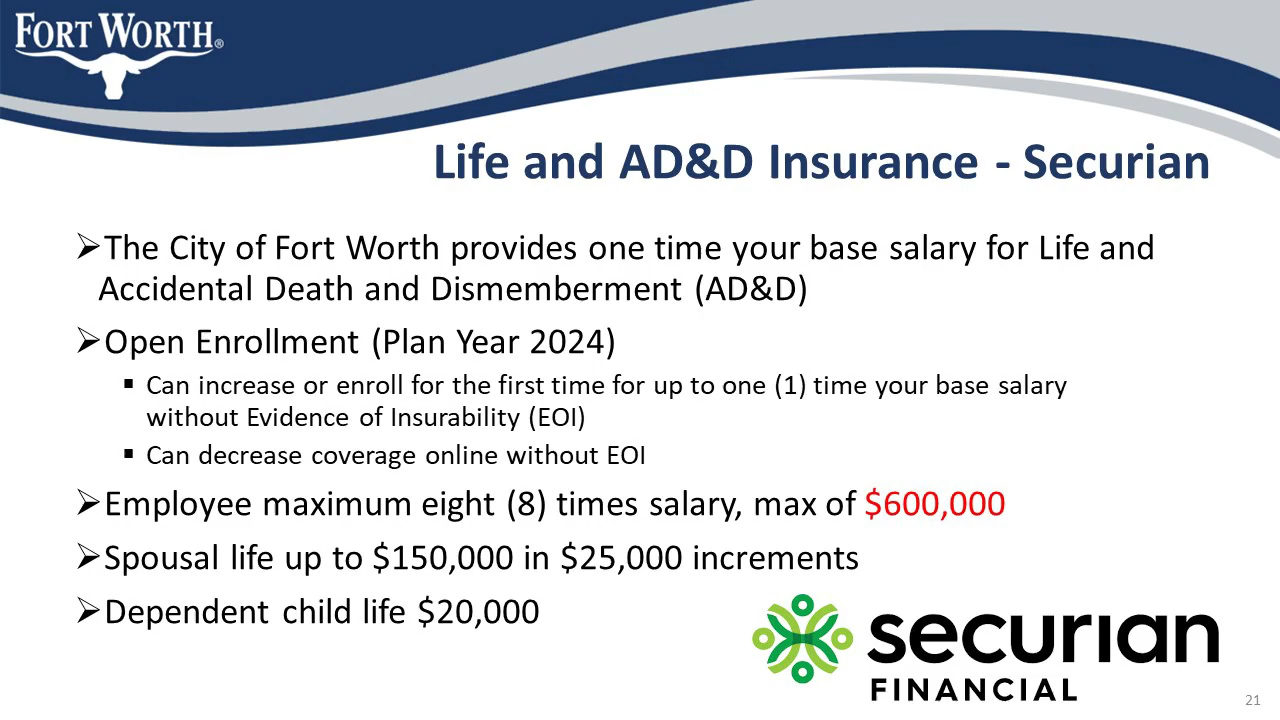 FORT WORTH®
Life and AD&D Insurance - Securian
➢The City of Fort Worth provides one time your base salary for Life and
Accidental Death and Dismemberment (AD&D)
➢Open Enrollment (Plan Year 2024)
▪ Can increase or enroll for the first time for up to one (1) time your base salary
without Evidence of Insurability (EOI)
▪ Can decrease coverage online without EOI
➢Employee maximum eight (8) times salary, max of $600,000
➢Spousal life up to $150,000 in $25,000 increments
➢Dependent child life $20,000
securian
FINANCIAL
21